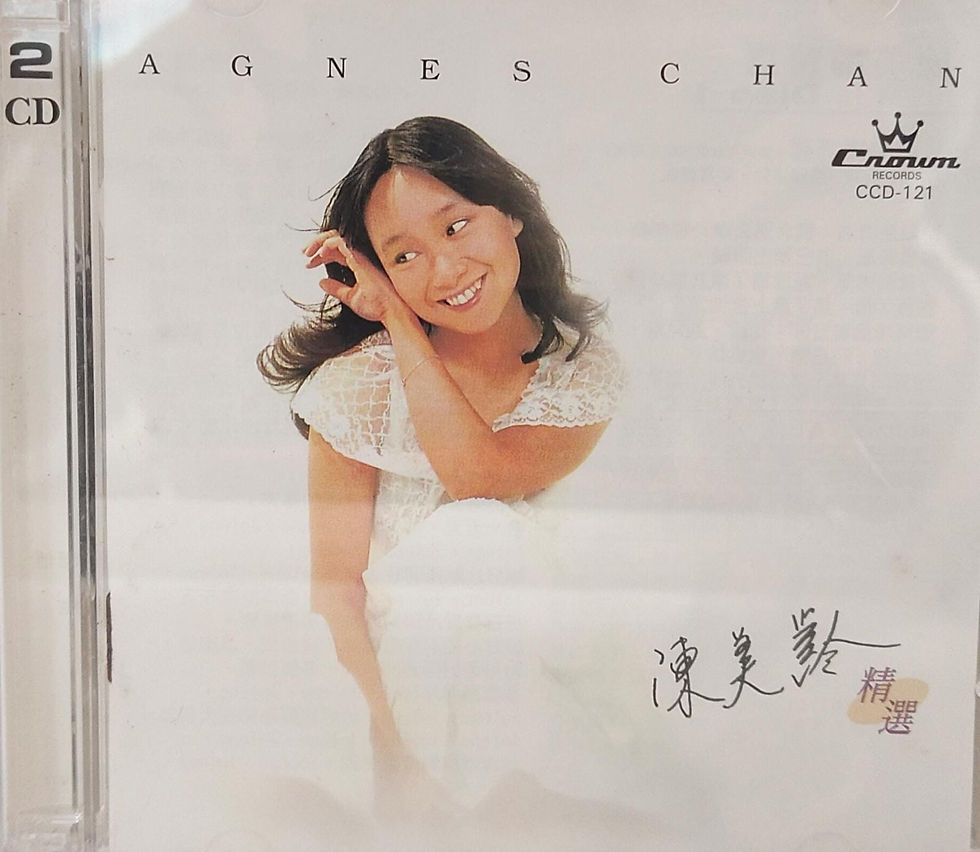 2
CD
AGNES CHAN
Crown
RECORDS
CCD-121
陳美齡
精
選